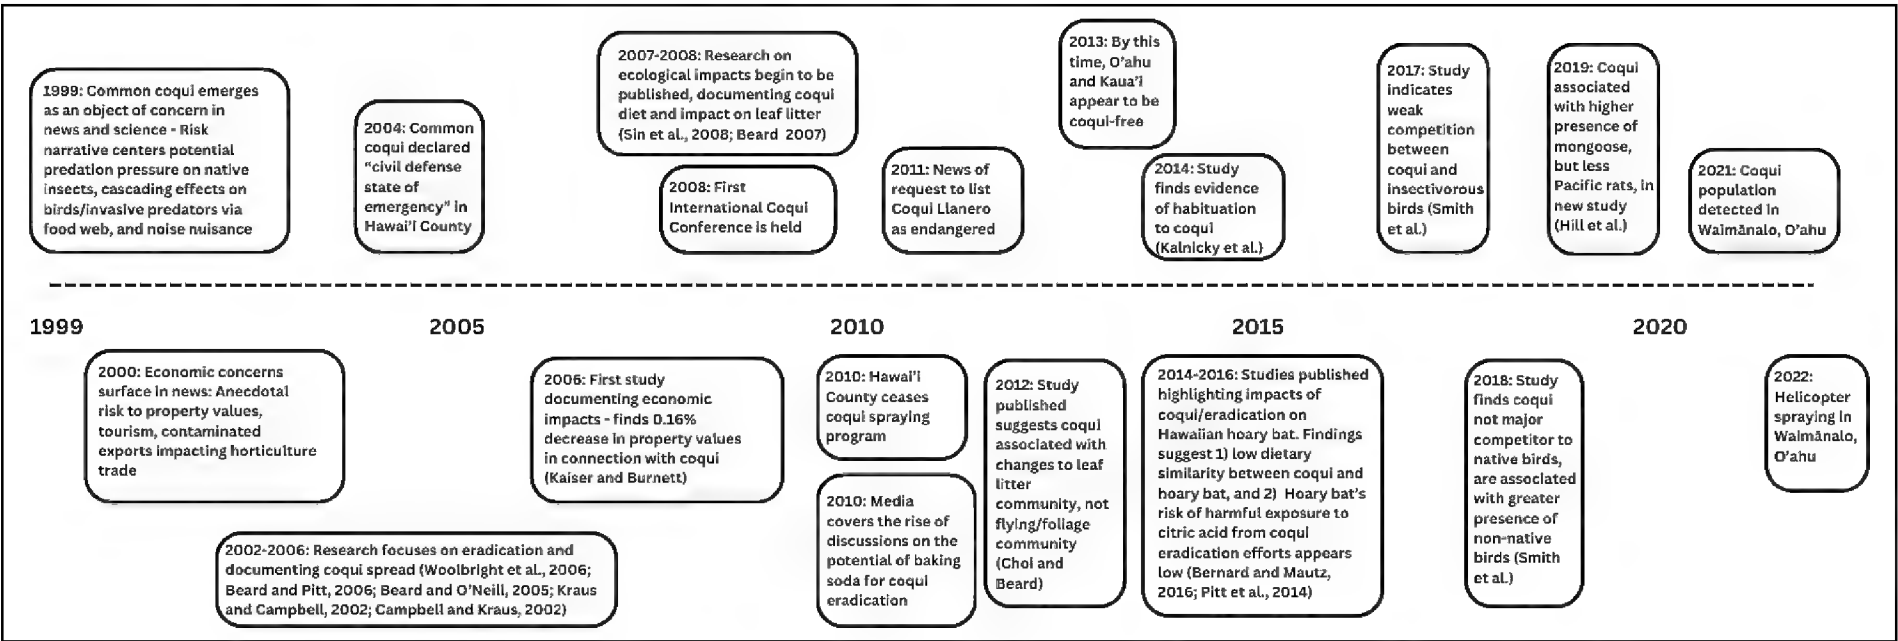 1999: Common coqui emerges
as an object of concern in
news and science - Risk
narrative centers potential
predation pressure on native
insects, cascading effects on
birds/invasive predators via
food web, and noise nuisance
2004: Common
coqui declared
“civil defense
state of
emergency” in
Hawai’i County
2007-2008: Research on
ecological impacts begin to be
published, documenting coqui
diet and impact on leaf litter
(Sin et al., 2008; Beard 2007)
2008: First
International Coqui
Conference is held
2011: News of
request to list
Coqui Llanero
as endangered
2013: By this
time, O’ahu
and Kaua’i
appear to be
coqui-free
2014: Study
finds evidence
of habituation
to coqui
(Kalnicky et al.)
2017: Study
indicates
weak
competition
between
coqui and
insectivorous
birds (Smith
et al.)
2019: Coqui
associated
with higher
presence of
mongoose,
but less
Pacific rats, in
new study
(Hill et al.)
2021: Coqui
population
detected in
Waimānalo, O’ahu
1999 2005 2010 2015 2020
2000: Economic concerns
surface in news: Anecdotal
risk to property values,
tourism, contaminated
exports impacting horticulture
trade
2002-2006: Research focuses on eradication and
documenting coqui spread (Woolbright et al., 2006;
Beard and Pitt, 2006; Beard and O’Neill, 2005; Kraus
and Campbell, 2002; Campbell and Kraus, 2002)
2006: First study
documenting economic
impacts - finds 0.16%
decrease in property values
in connection with coqui
(Kaiser and Burnett)
2010: Hawai’i
County ceases
coqui spraying
program
2010: Media
covers the rise of
discussions on the
potential of baking
soda for coqui
eradication
2012: Study
published
suggests coqui
associated with
changes to leaf
litter
community, not
flying/foliage
community
(Choi and
Beard)
2014-2016: Studies published
highlighting impacts of
coqui/eradication on
Hawaiian hoary bat. Findings
suggest 1) low dietary
similarity between coqui and
hoary bat, and 2) Hoary bat’s
risk of harmful exposure to
citric acid from coqui
eradication efforts appears
low (Bernard and Mautz,
2016; Pitt et al., 2014)
2018: Study
finds coqui
not major
competitor to
native birds,
are associated
with greater
presence of
non-native
birds (Smith
et al.)
2022:
Helicopter
spraying in
Waimānalo,
O’ahu